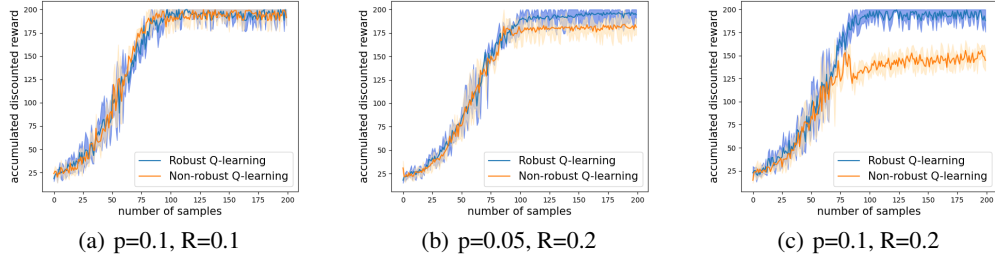 accumulated discounted reward
200
175
150
125
100
75
50
25
0 25 50 75 100 125 150 175 200
number of samples
Robust Q-learning
Non-robust Q-learning
(a) p=0.1, R=0.1
accumulated discounted reward
200
175
150
125
100
75
50
25
0 25 50 75 100 125 150 175 200
number of samples
Robust Q-learning
Non-robust Q-learning
(b) p=0.05, R=0.2
accumulated discounted reward
200
175
150
125
100
75
50
25
0 25 50 75 100 125 150 175 200
number of samples
Robust Q-learning
Non-robust Q-learning
(c) p=0.1, R=0.2